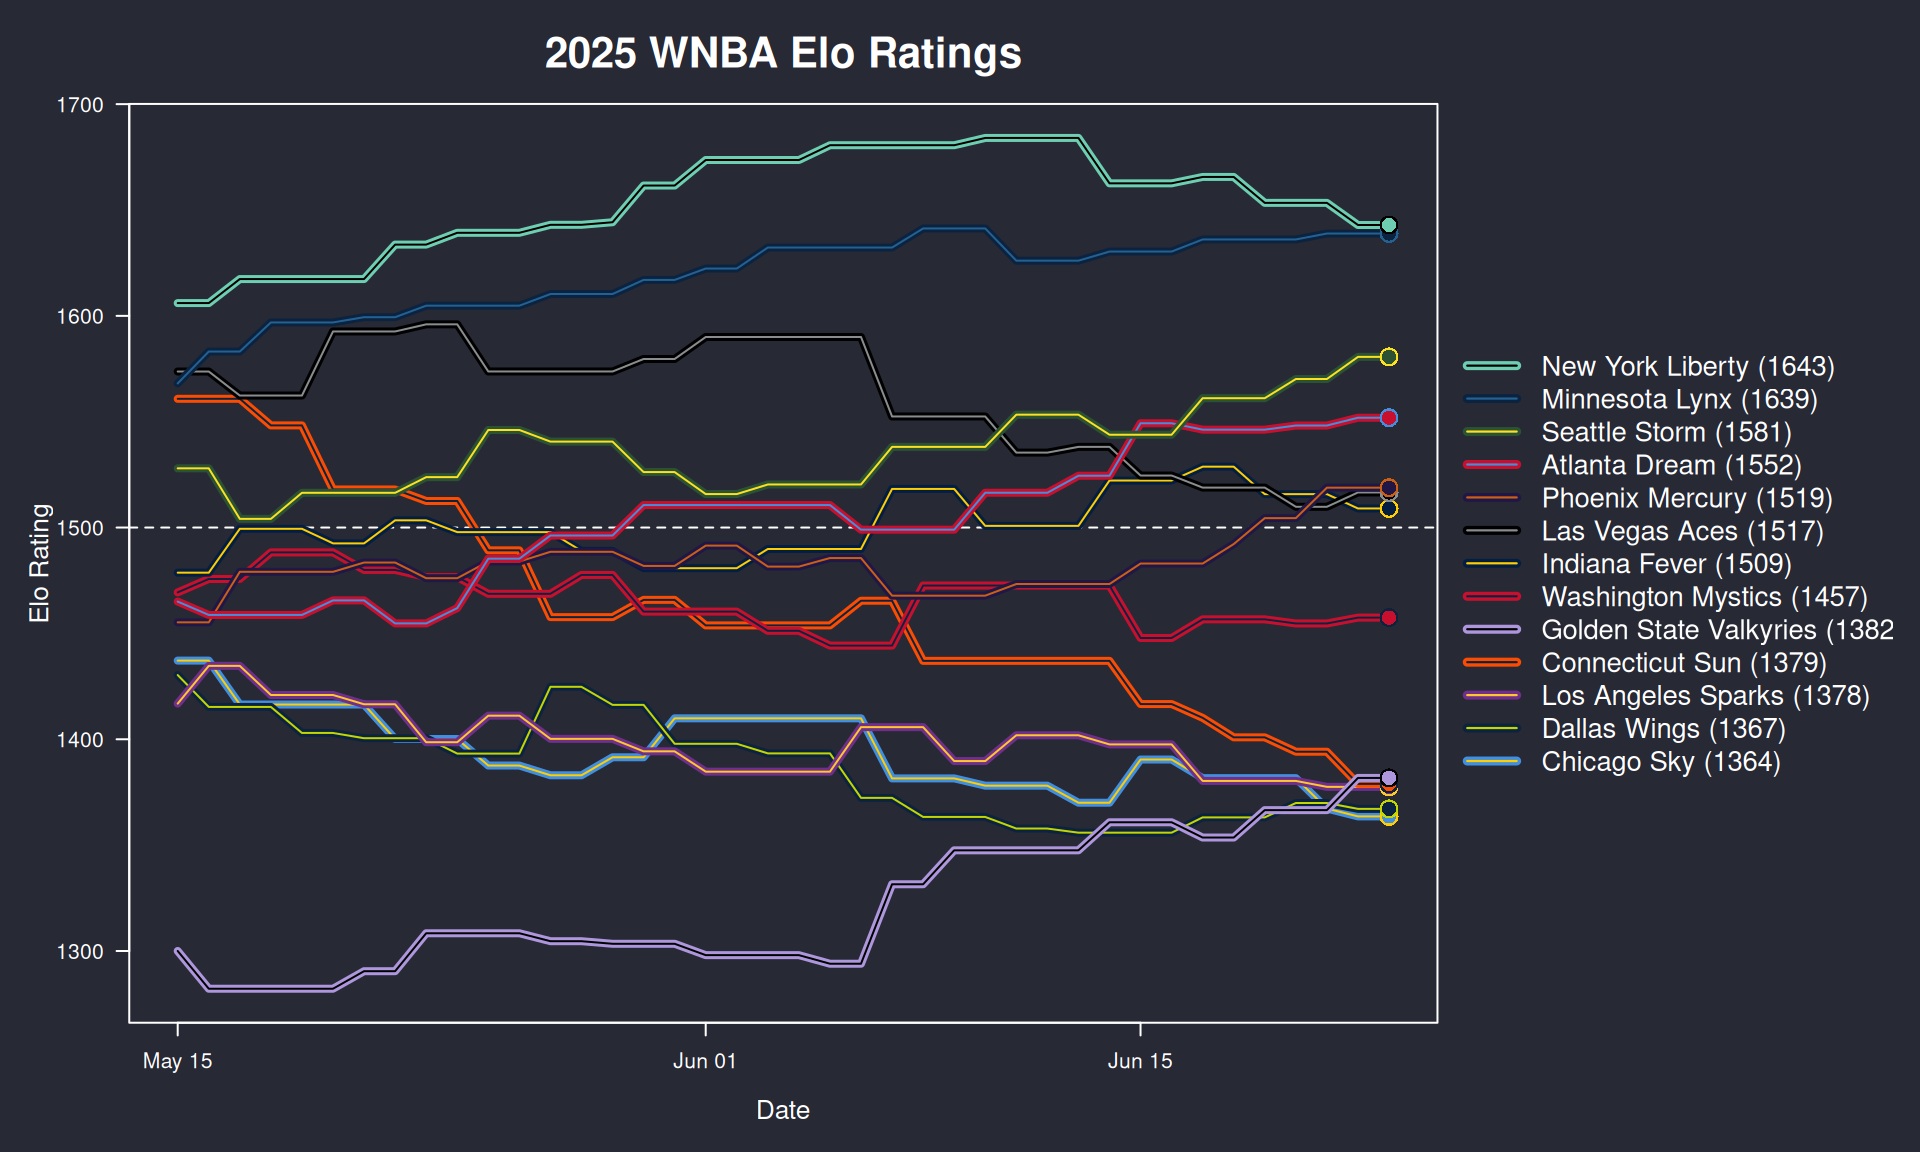 2025 WNBA Elo Ratings
1700
1600
1500
1400
1300
Elo Rating
May 15
Jun 01
Jun 15
Date
New York Liberty (1643)
Minnesota Lynx (1639)
Seattle Storm (1581)
Atlanta Dream (1552)
Phoenix Mercury (1519)
Las Vegas Aces (1517)
Indiana Fever (1509)
Washington Mystics (1457)
Golden State Valkyries (1382
Connecticut Sun (1379)
Los Angeles Sparks (1378)
Dallas Wings (1367)
Chicago Sky (1364)